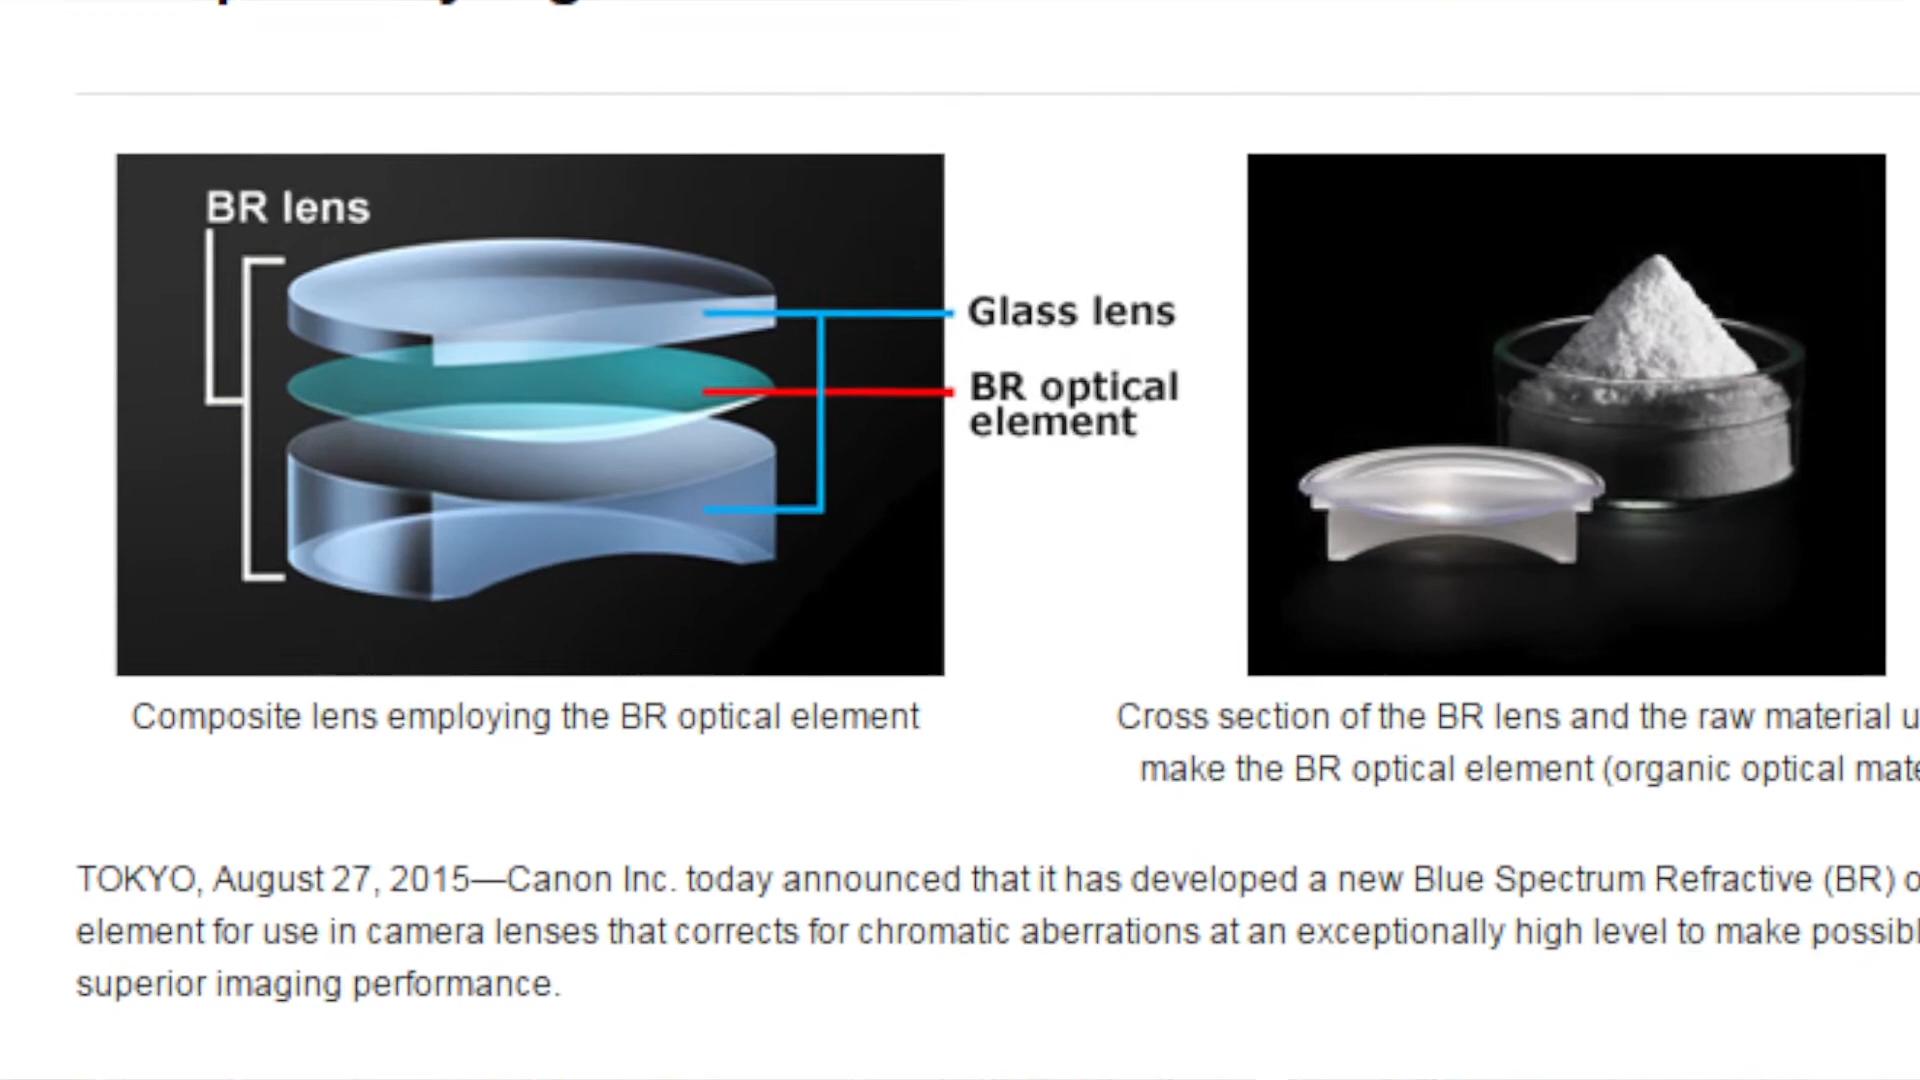 BR lens
Glass lens
BR optical
element
Composite lens employing the BR optical element
Cross section of the BR lens and the raw material
make the BR optical element (organic optical
TOKYO, August 27, 2015—Canon Inc. today announced that it has developed a new Blue Spectrum Refractive (BR)
element for use in camera lenses that corrects for chromatic aberrations at an exceptionally high level to make
superior imaging performance.